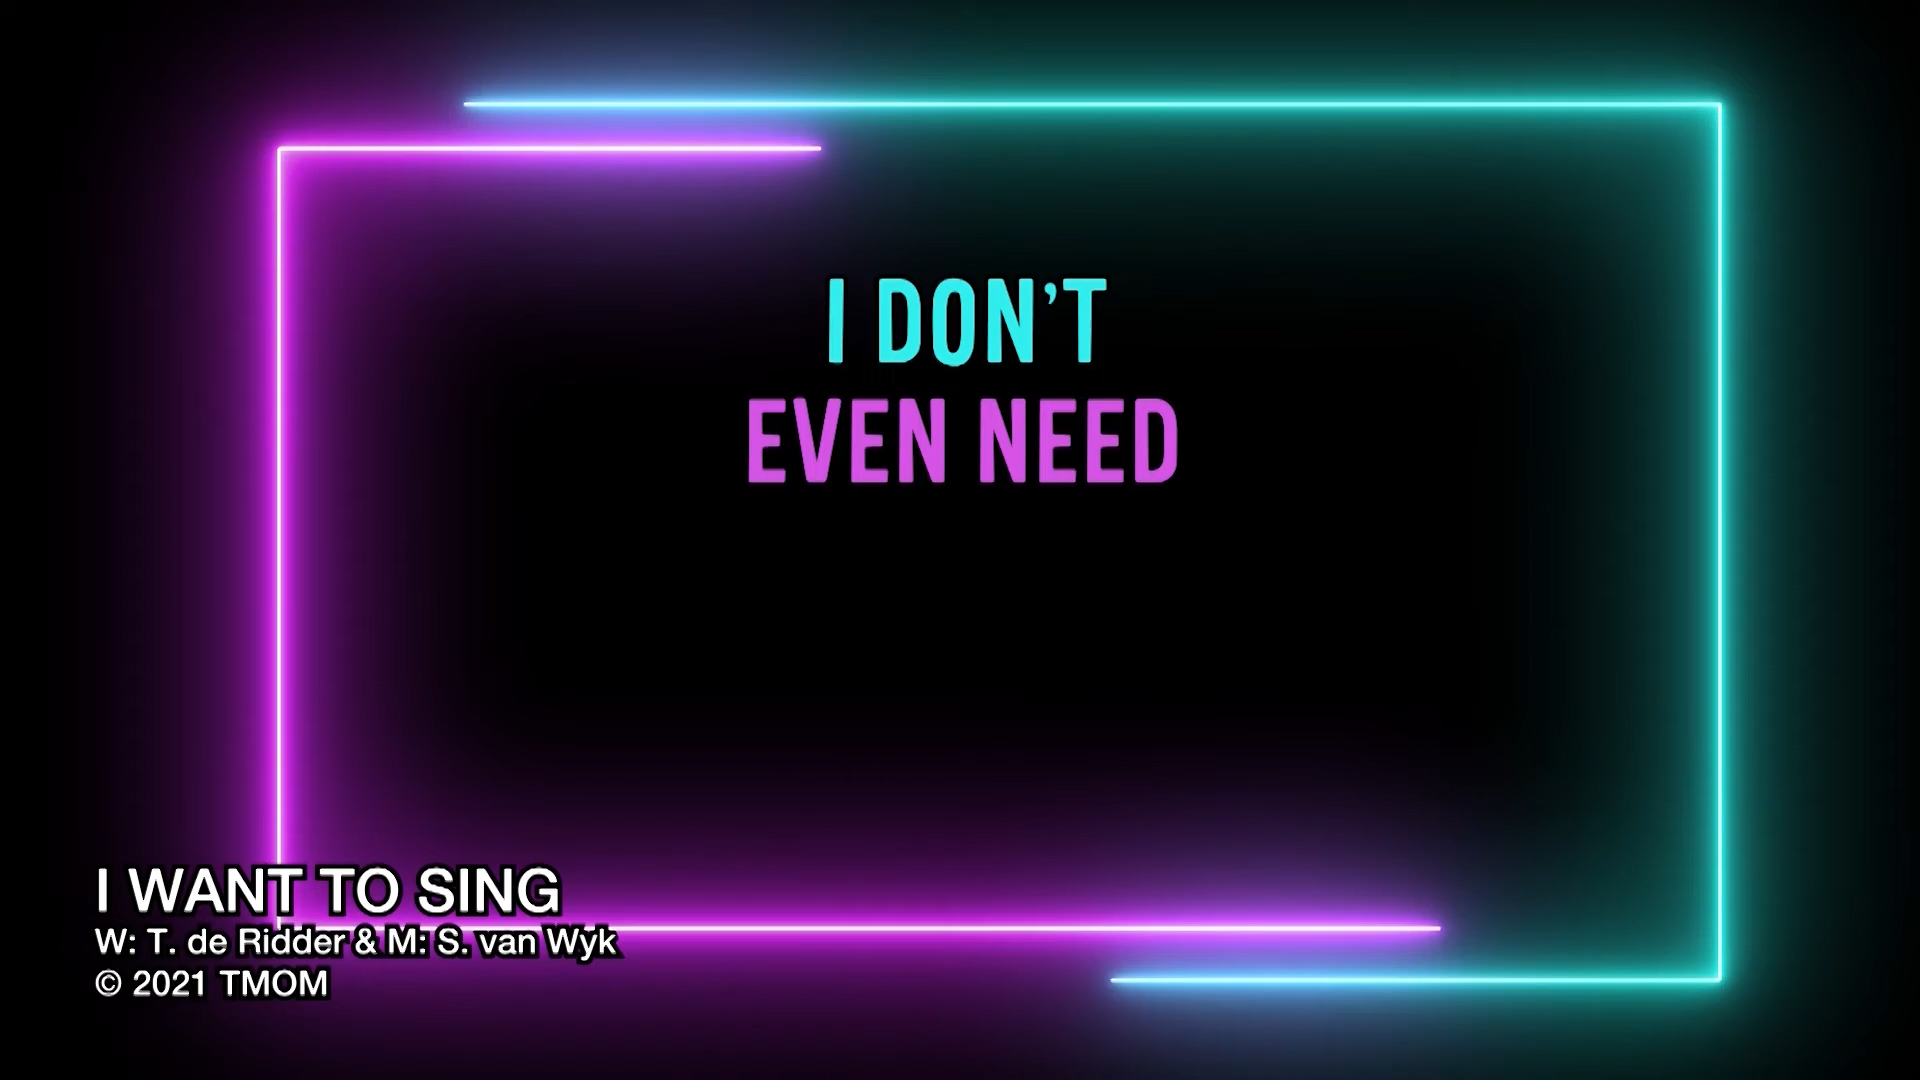 I DON’T
EVEN NEED
I WANT TO SING
W: T. de Ridder & M: S. van Wyk
© 2021 TMOM